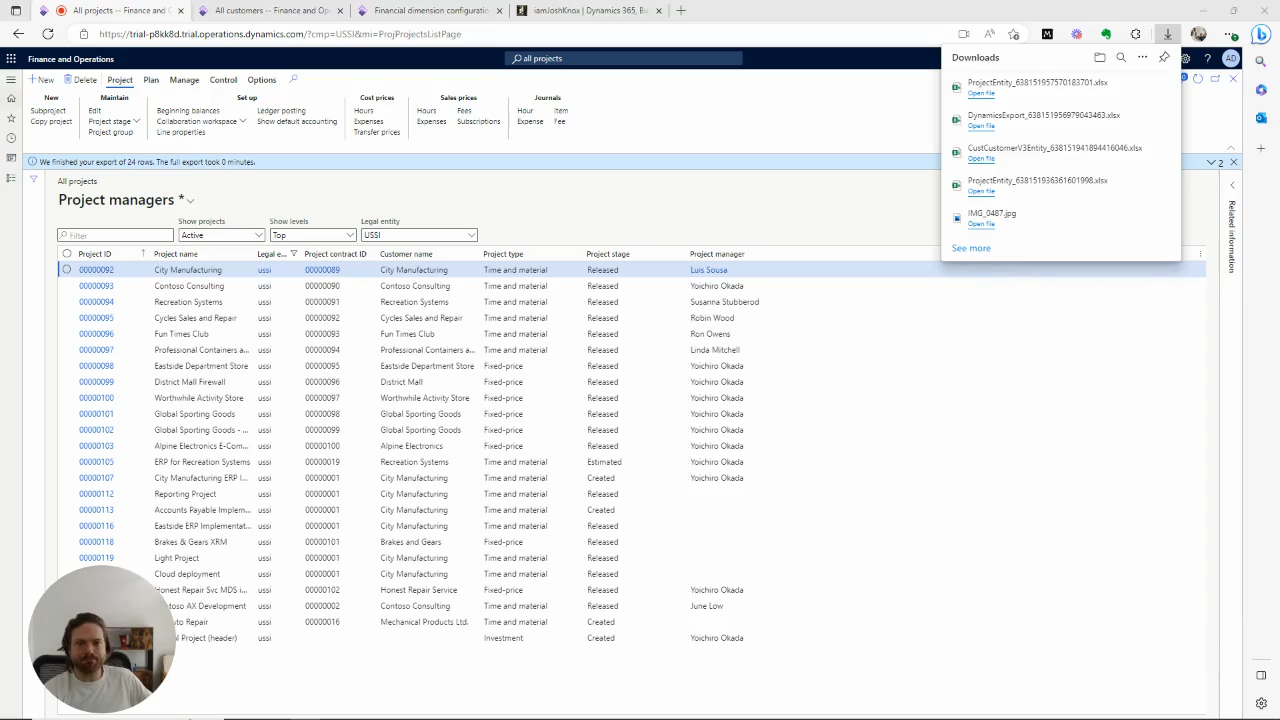 All projects -- Finance and O
All customers -- Finance and Ope
Financial dimension configuration
iamJoshKnox | Dynamics 365, Bu
https://trial-p8kk8d.trial.operations.dynamics.com/?cmp=USSI&mi=ProjProjectsListPage
Finance and Operations
all projects
? AD
New Delete Project Plan Manage Control Options
New Maintain Set up Cost prices Sales prices Journals
Subproject Edit Beginning balances Ledger posting Hours Hours Fees Hour Item
Copy project Project stage Collaboration workspace Show default accounting Expenses Expenses Subscriptions Expense Fee
Project group Line properties Transfer prices
We finished your export of 24 rows. The full export took 0 minutes.
2
All projects
Project managers *
Show projects Show levels Legal entity
Filter Active Top USSI
Project ID Project name Legal e... Project contract ID Customer name Project type Project stage Project manager
00000092 City Manufacturing ussi 00000089 City Manufacturing Time and material Released Luis Sousa
00000093 Contoso Consulting ussi 00000090 Contoso Consulting Time and material Released Yoichiro Okada
00000094 Recreation Systems ussi 00000091 Recreation Systems Time and material Released Susanna Stubberod
00000095 Cycles Sales and Repair ussi 00000092 Cycles Sales and Repair Time and material Released Robin Wood
00000096 Fun Times Club ussi 00000093 Fun Times Club Time and material Released Ron Owens
00000097 Professional Containers a... ussi 00000094 Professional Containers a... Time and material Released Linda Mitchell
00000098 Eastside Department Store ussi 00000095 Eastside Department Store Fixed-price Released Yoichiro Okada
00000099 District Mall Firewall ussi 00000096 District Mall Fixed-price Released Yoichiro Okada
00000100 Worthwhile Activity Store ussi 00000097 Worthwhile Activity Store Fixed-price Released Yoichiro Okada
00000101 Global Sporting Goods ussi 00000098 Global Sporting Goods Fixed-price Released Yoichiro Okada
00000102 Global Sporting Goods - ... ussi 00000099 Global Sporting Goods Fixed-price Released Yoichiro Okada
00000103 Alpine Electronics E-Com... ussi 00000100 Alpine Electronics Fixed-price Released Yoichiro Okada
00000105 ERP for Recreation Systems ussi 00000019 Recreation Systems Time and material Estimated Yoichiro Okada
00000107 City Manufacturing ERP I... ussi 00000001 City Manufacturing Time and material Created Yoichiro Okada
00000112 Reporting Project ussi 00000001 City Manufacturing Time and material Released
00000113 Accounts Payable Implem... ussi 00000001 City Manufacturing Time and material Created
00000116 Eastside ERP Implementat... ussi 00000001 City Manufacturing Time and material Released
00000118 Brakes & Gears XRM ussi 00000101 Brakes and Gears Fixed-price Released
00000119 Light Project ussi 00000001 City Manufacturing Time and material Released
Cloud deployment ussi 00000001 City Manufacturing Time and material Released
Honest Repair Svc MDS i... ussi 00000102 Honest Repair Service Fixed-price Released Yoichiro Okada
toso AX Development ussi 00000002 Contoso Consulting Time and material Released June Low
uto Repair ussi 00000016 Mechanical Products Ltd. Time and material Created
l Project (header) ussi Investment Created Yoichiro Okada
Downloads
ProjectEntity_638151957570183701.xlsx
Open file
DynamicsExport_638151956979043463.xlsx
Open file
CustCustomerV3Entity_638151941894416046.xlsx
Open file
ProjectEntity_638151936361601998.xlsx
Open file
IMG_0487.jpg
Open file
See more
Related information